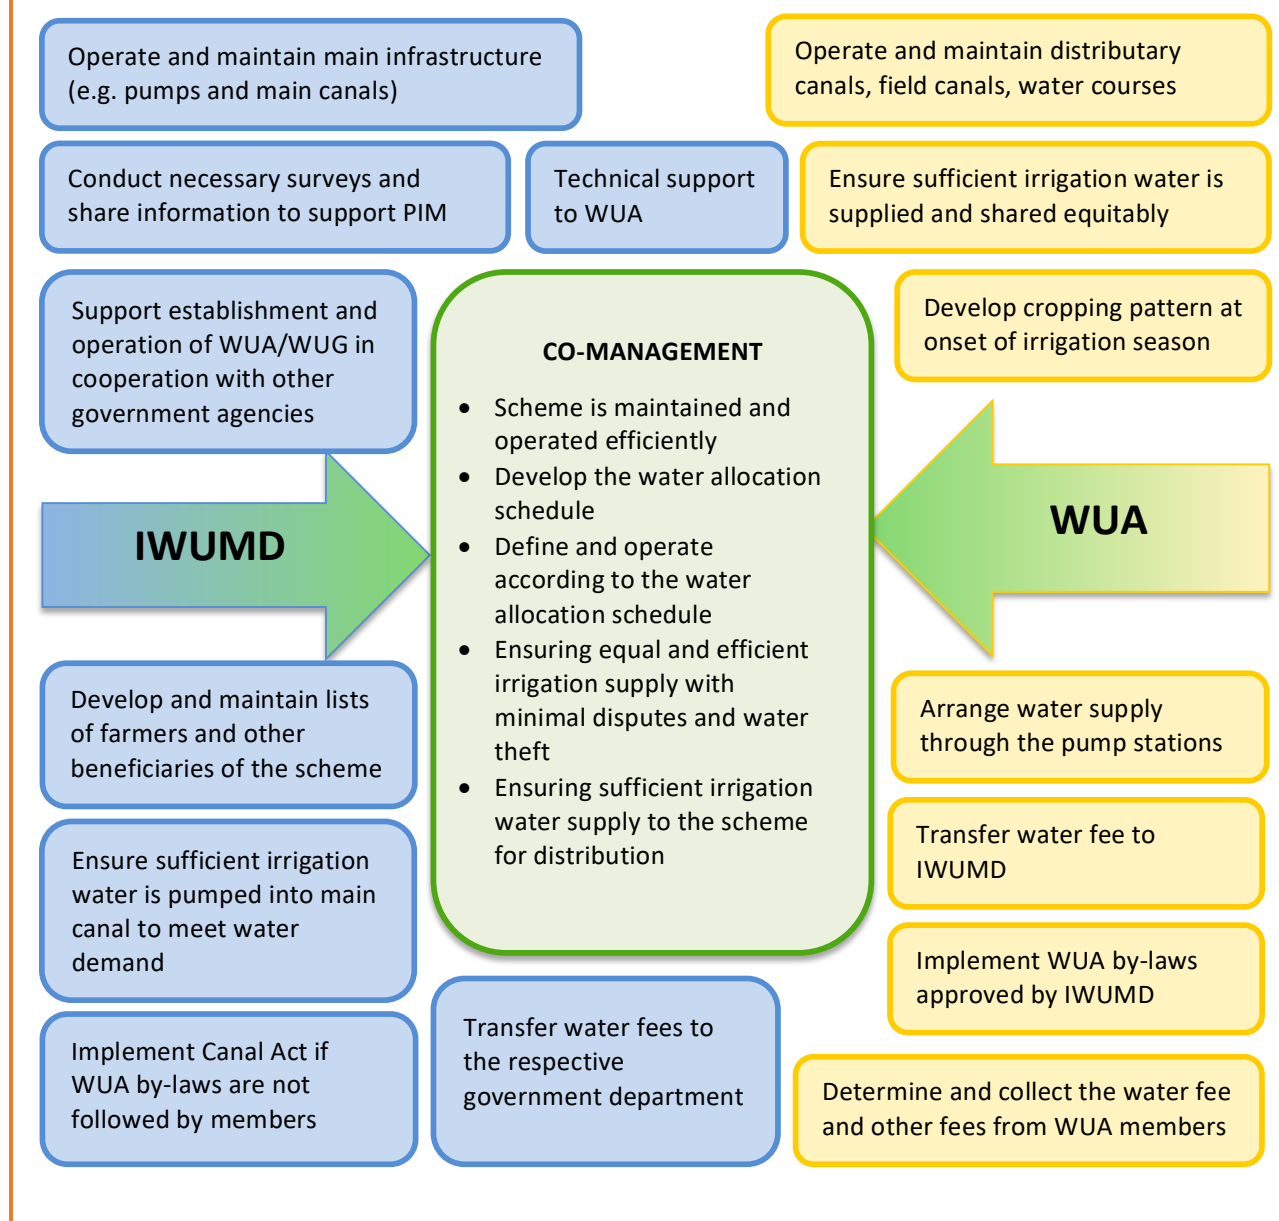 Operate and maintain main infrastructure
(e.g. pumps and main canals)
Operate and maintain distributary
canals, field canals, water courses
Conduct necessary surveys and
share information to support PIM
Technical support
to WUA
Ensure sufficient irrigation water is
supplied and shared equitably
Support establishment and
operation of WUA/WUG in
cooperation with other
government agencies
Develop cropping pattern at
onset of irrigation season
CO-MANAGEMENT
• Scheme is maintained and
operated efficiently
• Develop the water allocation
schedule
• Define and operate
according to the water
allocation schedule
• Ensuring equal and efficient
irrigation supply with
minimal disputes and water
theft
• Ensuring sufficient irrigation
water supply to the scheme
for distribution
IWUMD
WUA
Develop and maintain lists
of farmers and other
beneficiaries of the scheme
Arrange water supply
through the pump stations
Ensure sufficient irrigation
water is pumped into main
canal to meet water
demand
Transfer water fee to
IWUMD
Implement WUA by-laws
approved by IWUMD
Implement Canal Act if
WUA by-laws are not
followed by members
Transfer water fees to
the respective
government department
Determine and collect the water fee
and other fees from WUA members